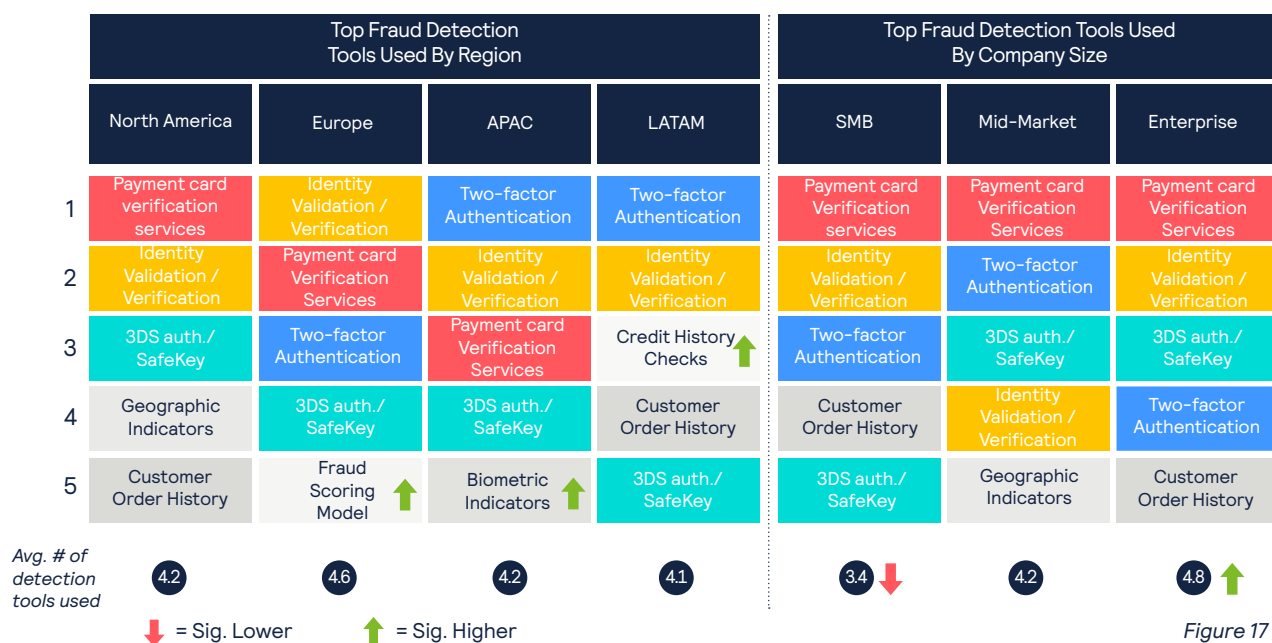 Top Fraud Detection
Tools Used By Region
Top Fraud Detection Tools Used
By Company Size
North America
Europe
APAC
LATAM
SMB
Mid-Market
Enterprise
1
Payment card
verification
services
Identity
Validation /
Verification
Two-factor
Authentication
Two-factor
Authentication
Payment card
Verification
services
Payment card
Verification
Services
Payment card
Verification
Services
2
Identity
Validation /
Verification
Payment card
Verification
Services
Identity
Validation /
Verification
Identity
Validation /
Verification
Identity
Validation /
Verification
Two-factor
Authentication
Identity
Validation /
Verification
3
3DS auth./
SafeKey
Two-factor
Authentication
Payment card
Verification
Services
Credit History
Checks
Two-factor
Authentication
3DS auth./
SafeKey
3DS auth./
SafeKey
4
Geographic
Indicators
3DS auth./
SafeKey
3DS auth./
SafeKey
Customer
Order History
Customer
Order History
Identity
Validation /
Verification
Two-factor
Authentication
5
Customer
Order History
Fraud
Scoring
Model
Biometric
Indicators
3DS auth./
SafeKey
3DS auth./
SafeKey
Geographic
Indicators
Customer
Order History
Avg. # of
detection
tools used
4.2
4.6
4.2
4.1
3.4
4.2
4.8
= Sig. Lower
= Sig. Higher
Figure 17